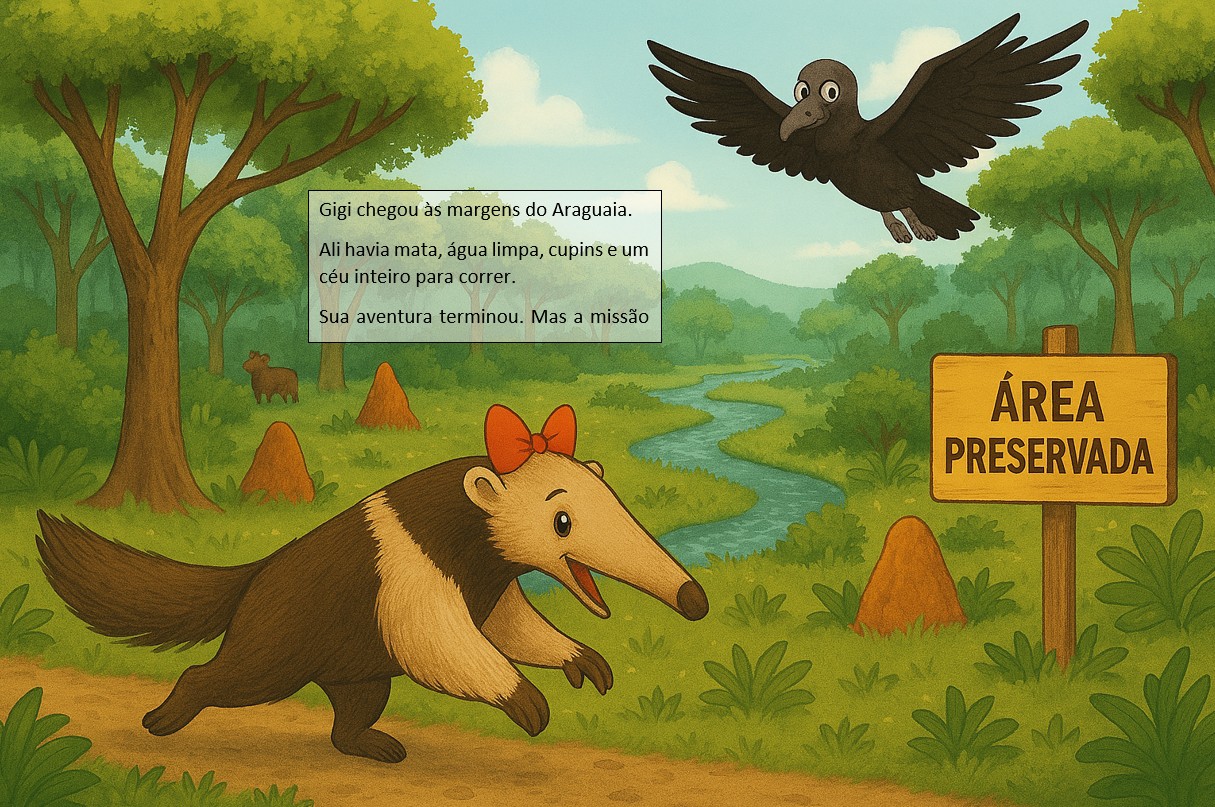 Gigi chegou às margens do Araguaia.
Ali havia mata, água limpa, cupins e um
céu inteiro para correr.
Sua aventura terminou. Mas a missão
ÁREA
PRESERVADA